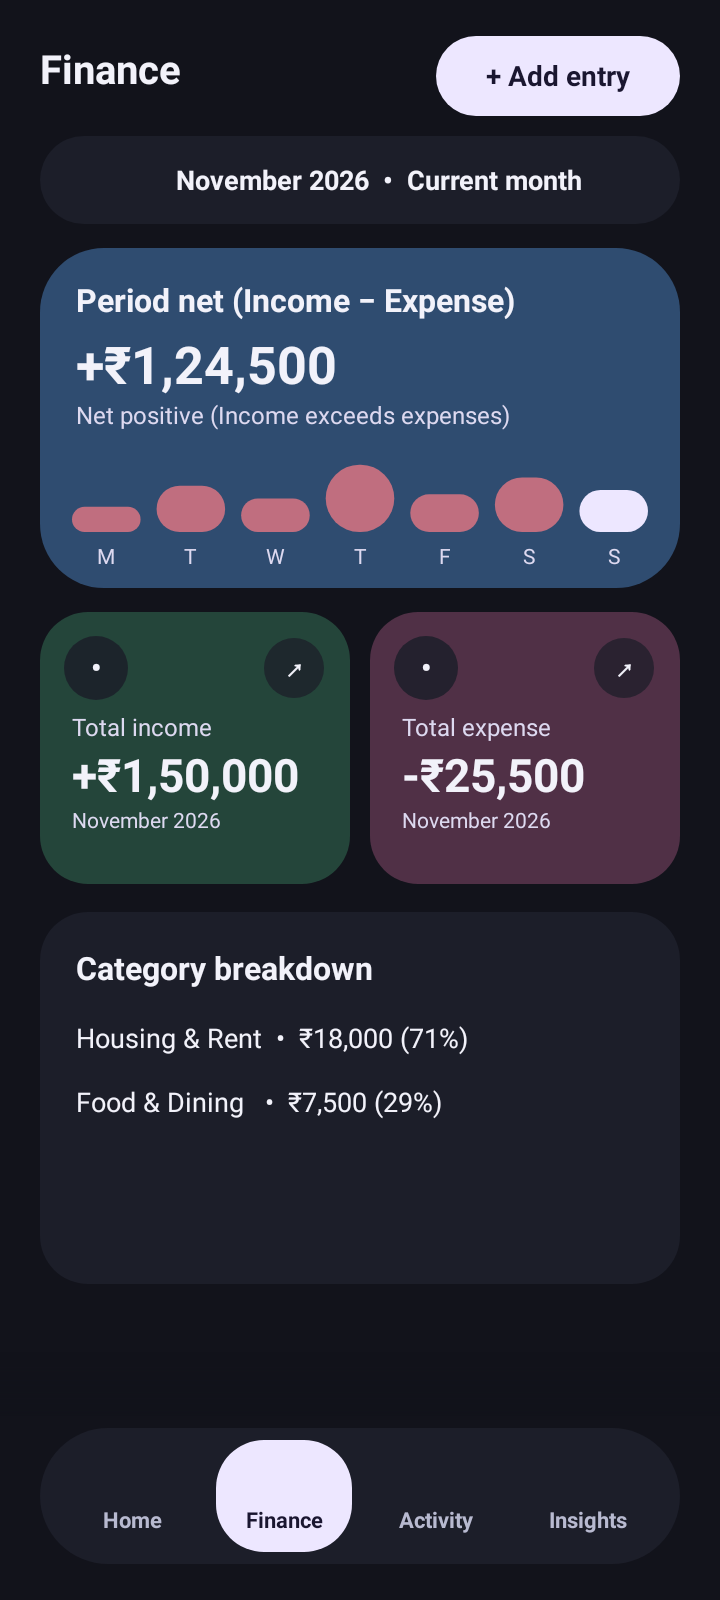 Finance
+ Add entry
November 2026 • Current month
Period net (Income − Expense)
+₹1,24,500
Net positive (Income exceeds expenses)
M T W T F S S
Total income
+₹1,50,000
November 2026
Total expense
-₹25,500
November 2026
Category breakdown
Housing & Rent • ₹18,000 (71%)
Food & Dining • ₹7,500 (29%)
Home Finance Activity Insights